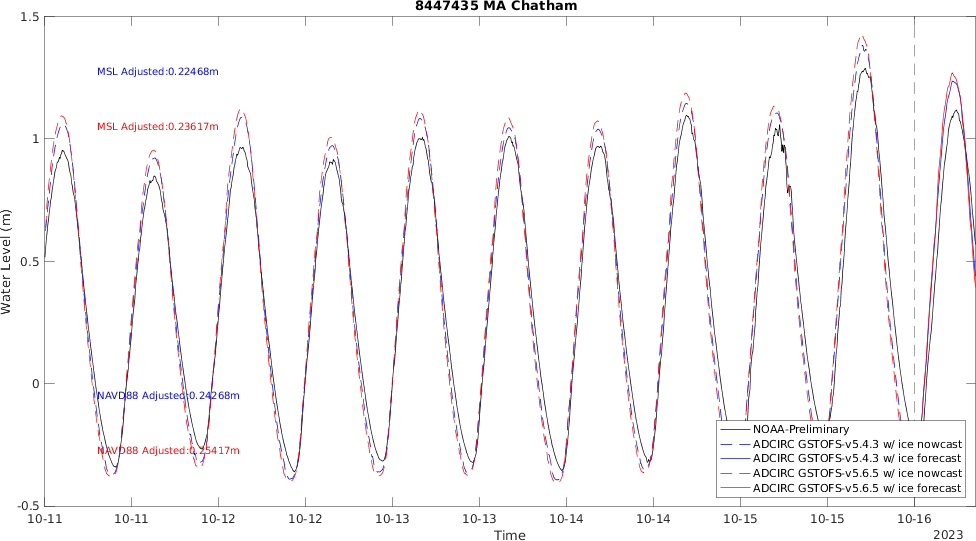 8447435 MA Chatham
1.5
MSL Adjusted:0.22468m
MSL Adjusted:0.23617m
1
0.5
Water Level (m)
0
NAVD88 Adjusted:0.24268m
NAVD88 Adjusted:0.25417m
-0.5
NOAA-Preliminary
ADCIRC GSTOFS-v5.4.3 w/ ice nowcast
ADCIRC GSTOFS-v5.4.3 w/ ice forecast
ADCIRC GSTOFS-v5.6.5 w/ ice nowcast
ADCIRC GSTOFS-v5.6.5 w/ ice forecast
10-11 10-11 10-12 10-12 10-13 10-13 10-14 10-14 10-15 10-15 10-16
Time
2023